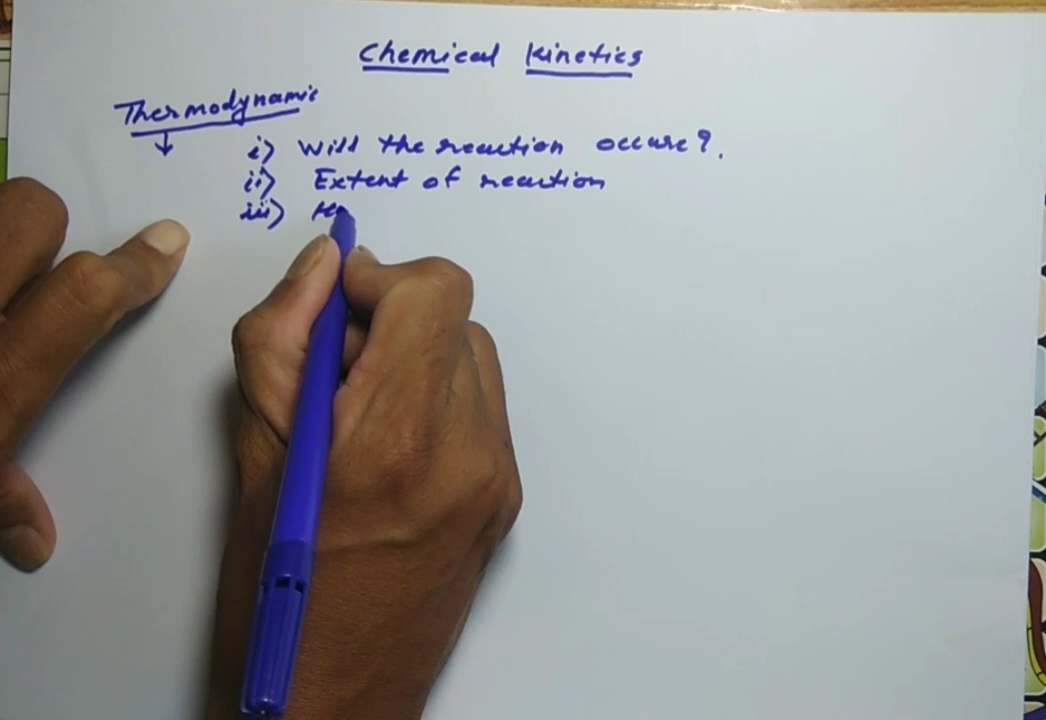 Chemical Kinetics
Thermodynamic
i) Will the reaction occure?.
ii) Extent of reaction
iii)